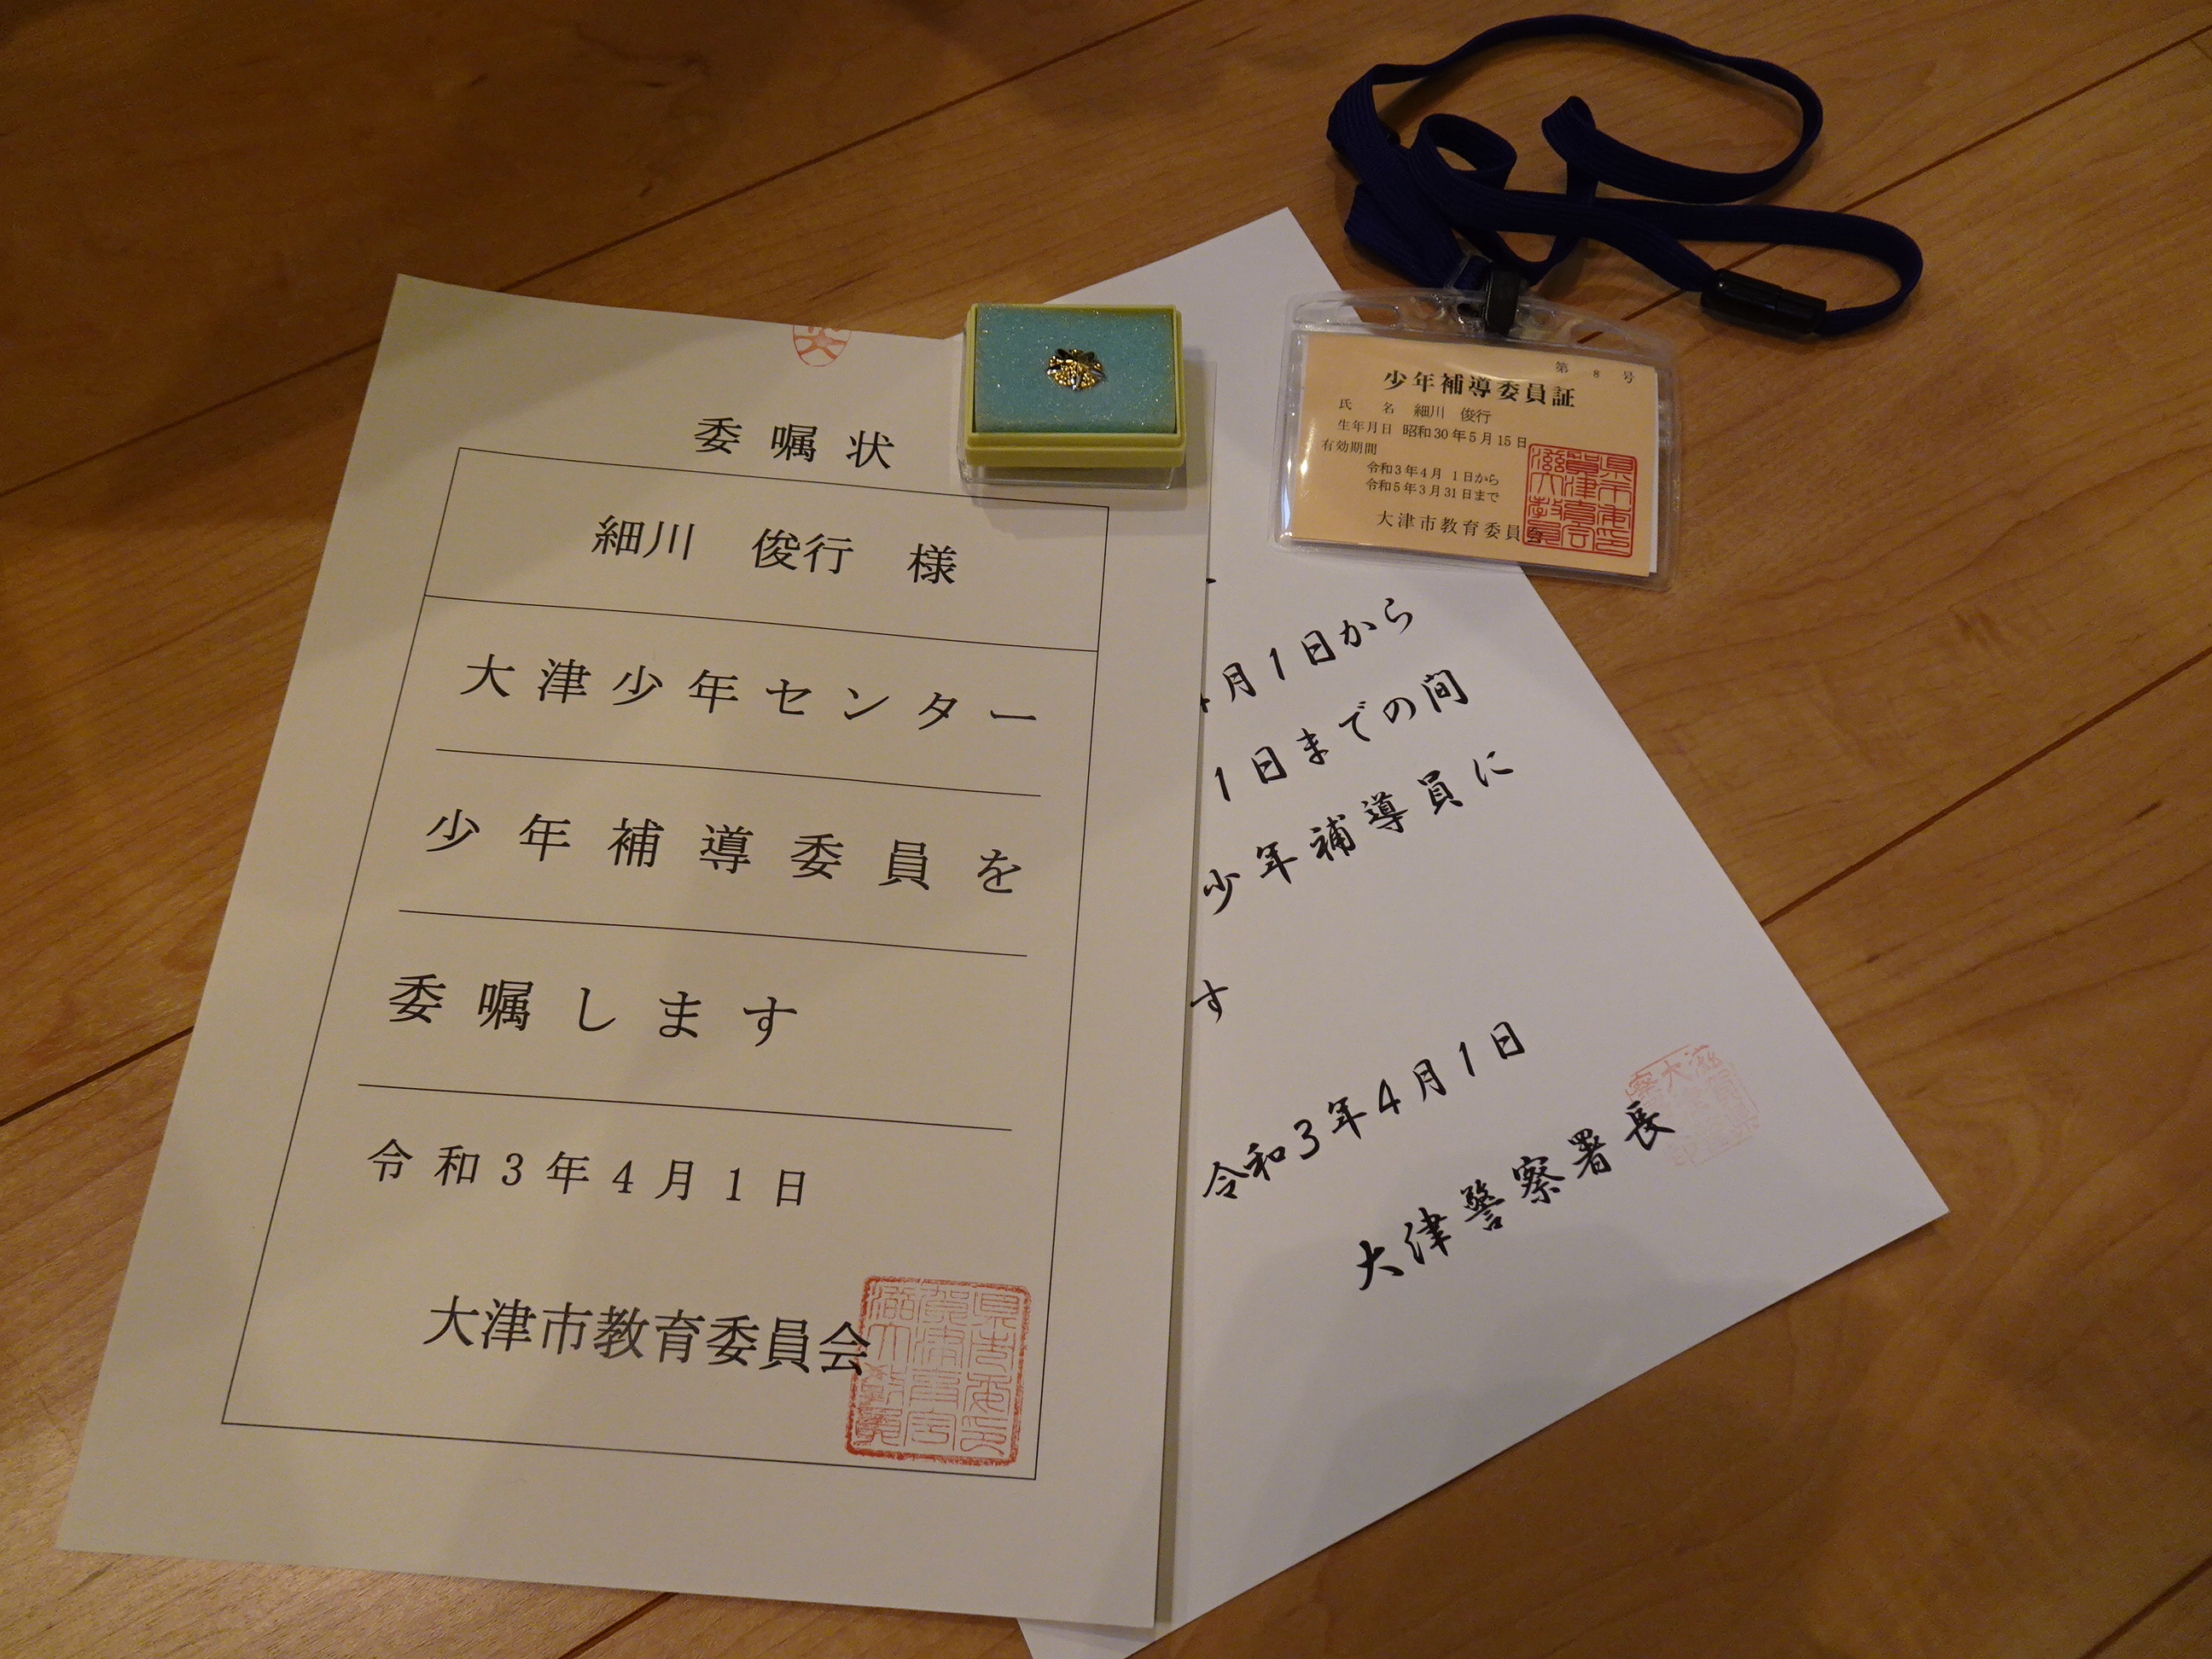 委嘱状
細川 俊行 様
大津少年センター
少年補導委員を
委嘱します
令和3年4月1日
大津市教育委員会
第 8 号
少年補導委員証
氏 名 細川 俊行
生年月日 昭和30年5月15日
有効期間
令和3年4月 1日から
令和5年3月31日まで
大津市教育委員会
月1日から
1日までの間
少年補導員に
す
令和3年4月1日
大津警察署長